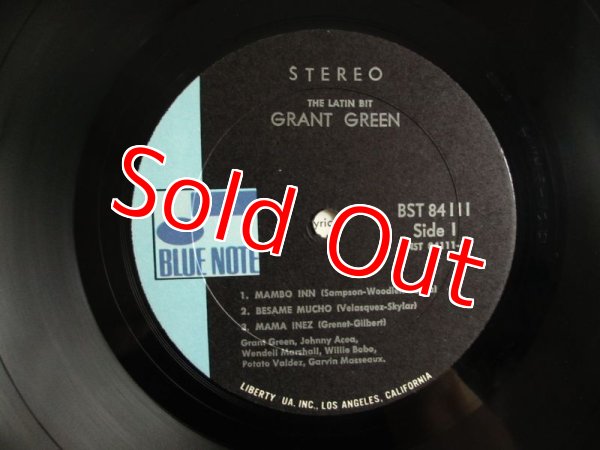 STEREO
THE LATIN BIT
GRANT GREEN
BST 84111
Side 1
BLUE NOTE
Sold Out
1. MAMBO INN (Sampson-Woodlen-
2. BESAME MUCHO (Velasquez-Skylar)
3. MAMA INEZ (Grenet-Gilbert)
Grant Green, Johnny Acea,
Wendell Marshall, Willie Bobo,
Potato Valdez, Garvin Masseaux.
LIBERTY UA. INC., LOS ANGELES, CALIFORNIA